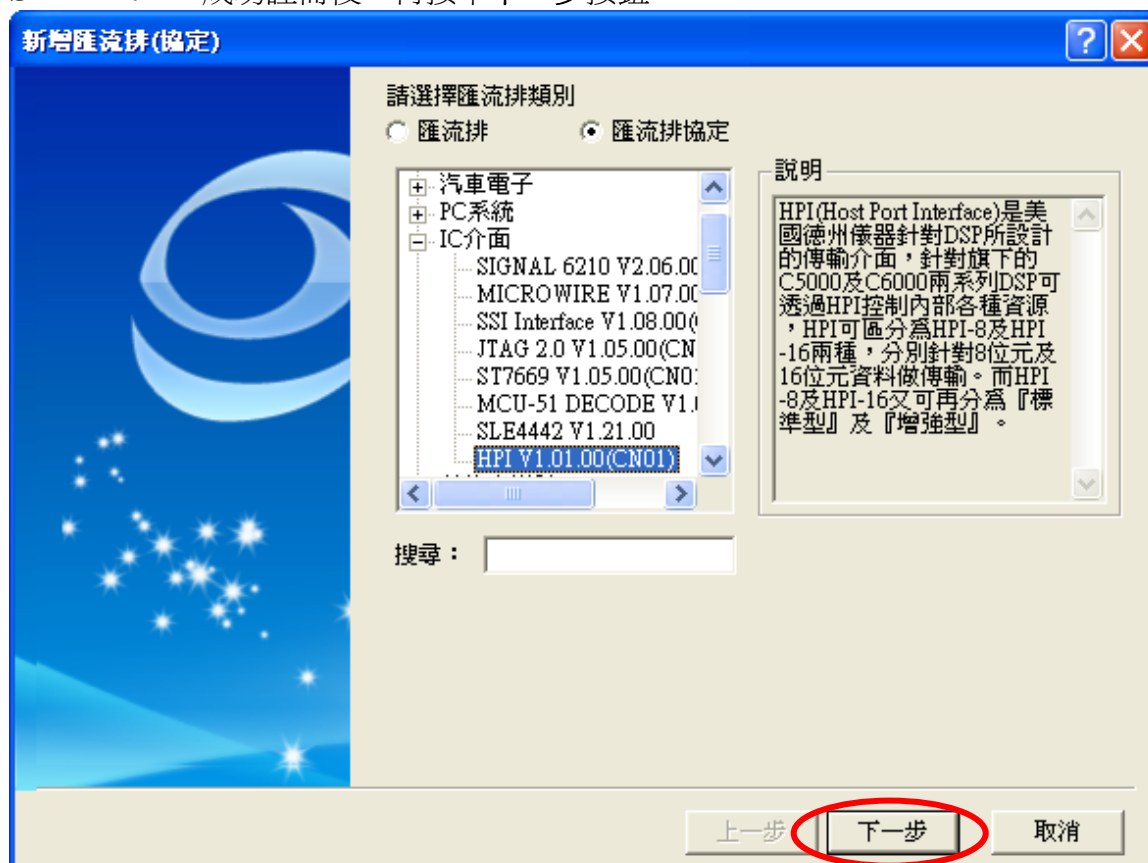 新增匯流排(協定)
請選擇匯流排類別
匯流排
匯流排協定
汽車電子
PC系統
IC介面
SIGNAL 6210 V2.06.00
MICROWIRE V1.07.00
SSI Interface V1.08.00(
JTAG 2.0 V1.05.00(CN
ST7669 V1.05.00(CN0
MCU-51 DECODE V1.
SLE4442 V1.21.00
HPI V1.01.00(CN01)
說明
HPI(Host Port Interface)是美
國德州儀器針對DSP所設計
的傳輸介面，針對旗下的
C5000及C6000兩系列DSP可
透過HPI控制內部各種資源
，HPI可區分為HPI-8及HPI
-16兩種，分別針對8位元及
16位元資料做傳輸。而HPI
-8及HPI-16又可再分為『標
準型』及『增強型』。
搜尋：
上一步
下一步
取消